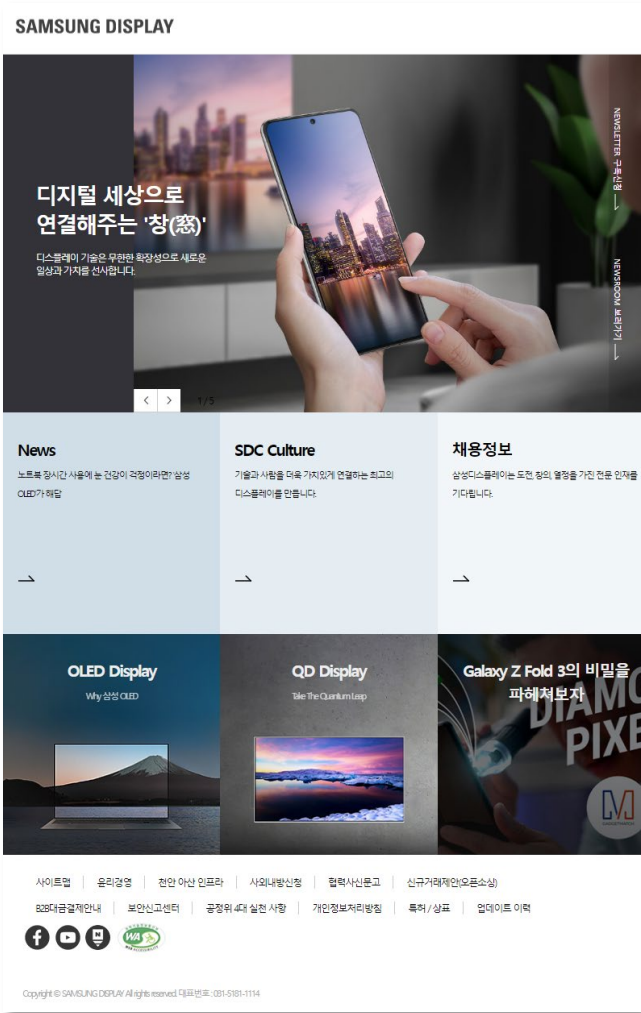 SAMSUNG DISPLAY
디지털 세상으로
연결해주는 '창(窓)'
디스플레이 기술은 무한한 확장성으로 새로운
일상과 가치를 선사합니다.
NEWSLETTER 구독신청
NEWSROOM 보러가기
1/5
News
노트북 장시간 사용에 눈 건강이 걱정이라면? '삼성
OLED'가 해답
SDC Culture
기술과 사람을 더욱 가치있게 연결하는 최고의
디스플레이를 만듭니다.
채용정보
삼성디스플레이는 도전, 창의, 열정을 가진 전문 인재를
기다립니다.
OLED Display
Why 삼성 OLED
QD Display
Take The Quantum Leap
Galaxy Z Fold 3의 비밀을
파헤쳐보자
사이트맵
윤리경영
천안 아산 인프라
사외내방신청
협력사신문고
신규거래제안(오픈소싱)
B2B대금결제안내
보안신고센터
공정위 4대 실천 사항
개인정보처리방침
특허 / 상표
업데이트 이력
WA
Copyright © SAMSUNG DISPLAY All rights reserved. 대표번호 : 031-5181-1114